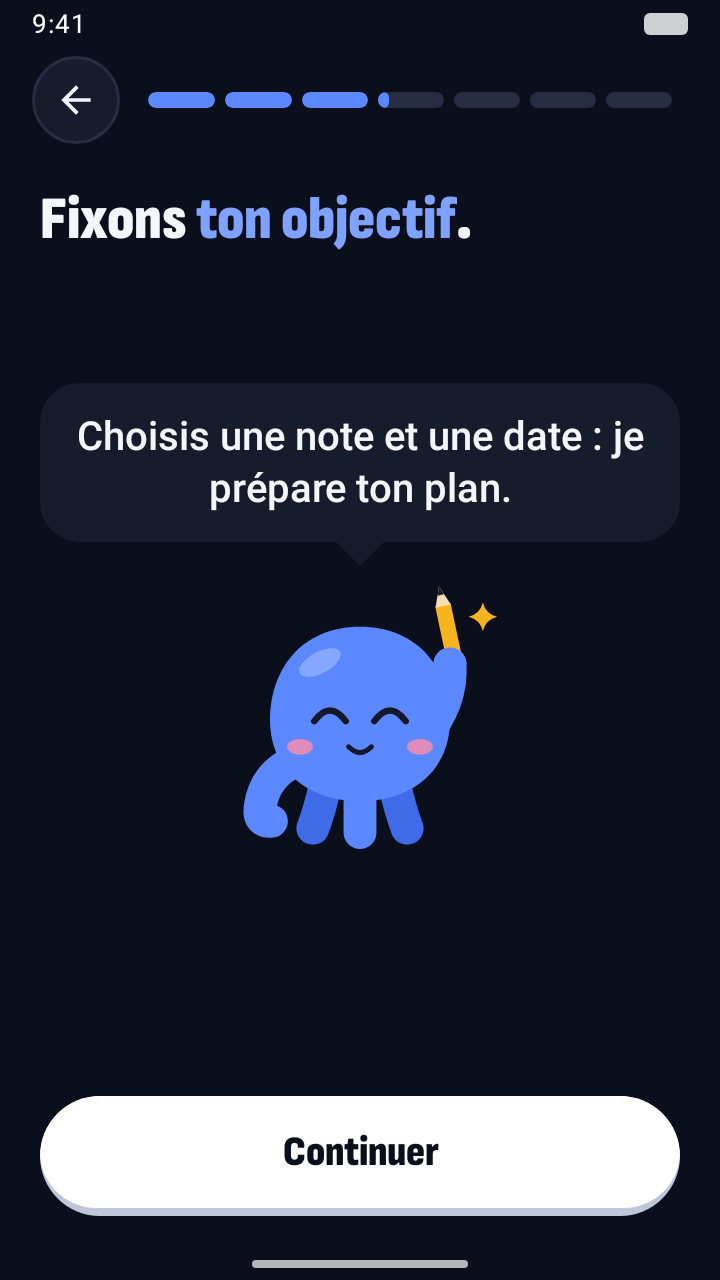 9:41
Fixons ton objectif.
Choisis une note et une date : je
prépare ton plan.
Continuer